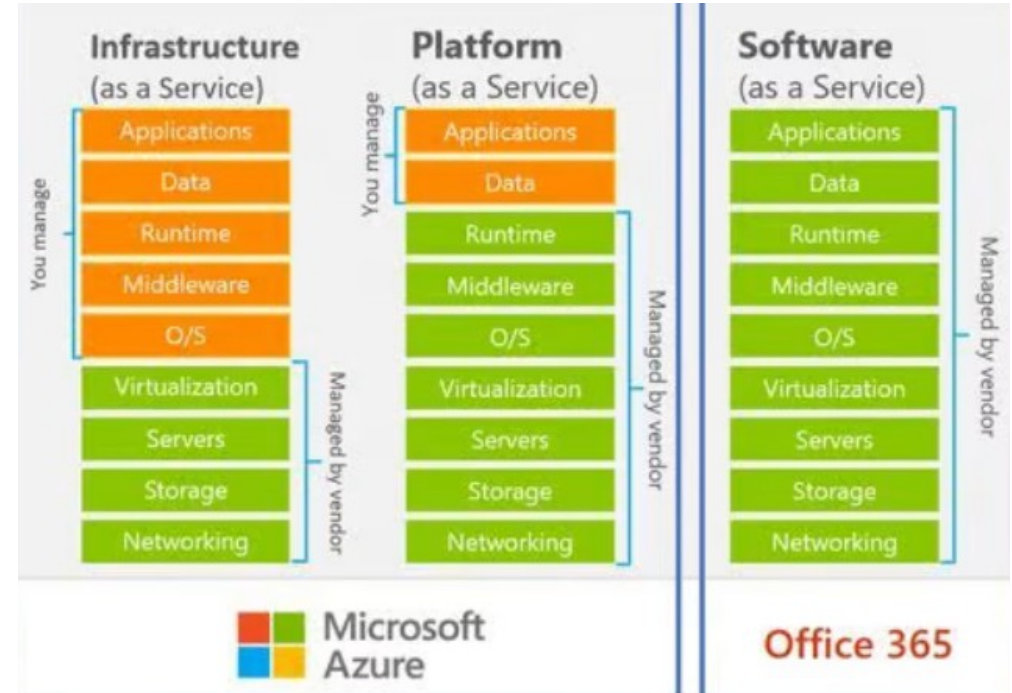 Infrastructure
(as a Service)
You manage
Applications
Data
Runtime
Middleware
O/S
Virtualization
Servers
Storage
Networking
Managed by vendor
Platform
(as a Service)
You manage
Applications
Data
Runtime
Middleware
O/S
Virtualization
Servers
Storage
Networking
Managed by vendor
Software
(as a Service)
Applications
Data
Runtime
Middleware
O/S
Virtualization
Servers
Storage
Networking
Managed by vendor
Microsoft
Azure
Office 365